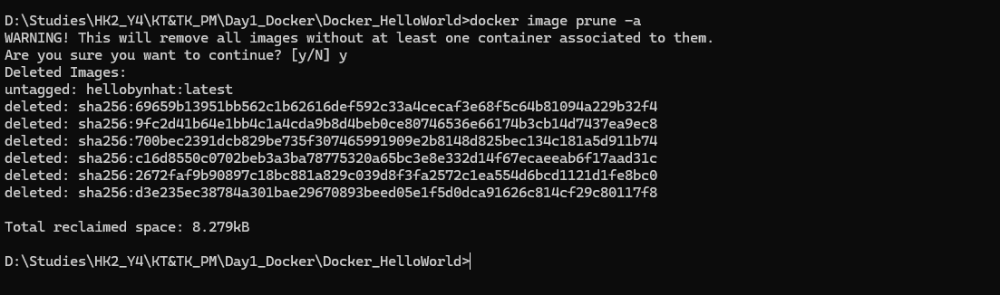 D:\Studies\HK2_Y4\KT&TK_PM\Day1_Docker\Docker_HelloWorld>docker image prune -a
WARNING! This will remove all images without at least one container associated to them.
Are you sure you want to continue? [y/N] y
Deleted Images:
untagged: hellobynhat:latest
deleted: sha256:69659b13951bb562c1b62616def592c33a4cecaf3e68f5c64b81094a229b32f4
deleted: sha256:9fc2d41b64e1bb4c1a4cda9b8d4beb0ce80746536e66174b3cb14d7437ea9ec8
deleted: sha256:700bec2391dcb829be735f307465991909e2b8148d825bec134c181a5d911b74
deleted: sha256:c16d8550c0702beb3a3ba78775320a65bc3e8e332d14f67ecaeeab6f17aad31c
deleted: sha256:2672faf9b90897c18bc881a829c039d8f3fa2572c1ea554d6bcd1121d1fe8bc0
deleted: sha256:d3e235ec38784a301bae29670893beed05e1f5d0dca91626c814cf29c80117f8
Total reclaimed space: 8.279kB
D:\Studies\HK2_Y4\KT&TK_PM\Day1_Docker\Docker_HelloWorld>